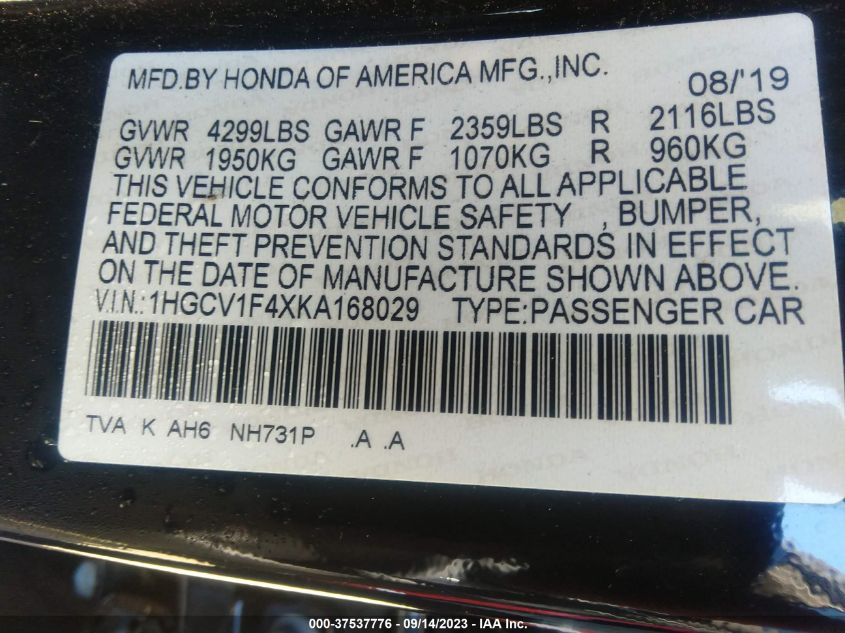 MFD.BY HONDA OF AMERICA MFG.,INC. 08/'19
GVWR 4299LBS GAWR F 2359LBS R 2116LBS
GVWR 1950KG GAWR F 1070KG R 960KG
THIS VEHICLE CONFORMS TO ALL APPLICABLE
FEDERAL MOTOR VEHICLE SAFETY , BUMPER,
AND THEFT PREVENTION STANDARDS IN EFFECT
ON THE DATE OF MANUFACTURE SHOWN ABOVE.
V.I.N.:1HGCV1F4XKA168029 TYPE:PASSENGER CAR
TVA K AH6 NH731P .A .A
000-37537776 - 09/14/2023 - IAA Inc.